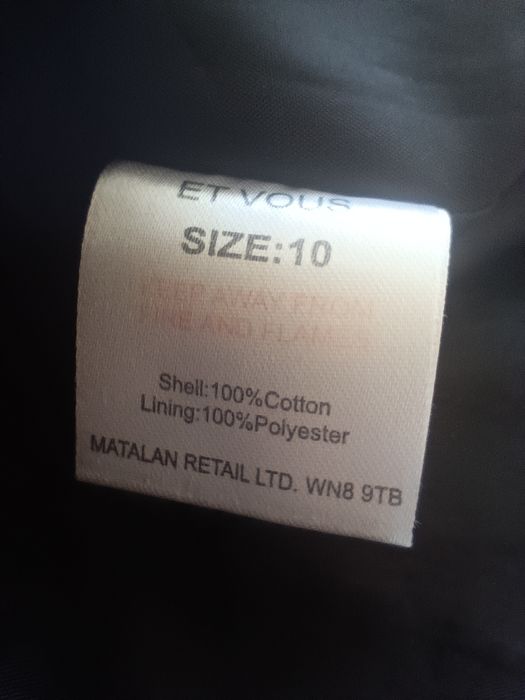 ET VOUS
SIZE:10
KEEP AWAY FROM
FIRE AND FLAMES
Shell:100%Cotton
Lining:100%Polyester
MATALAN RETAIL LTD. WN8 9TB